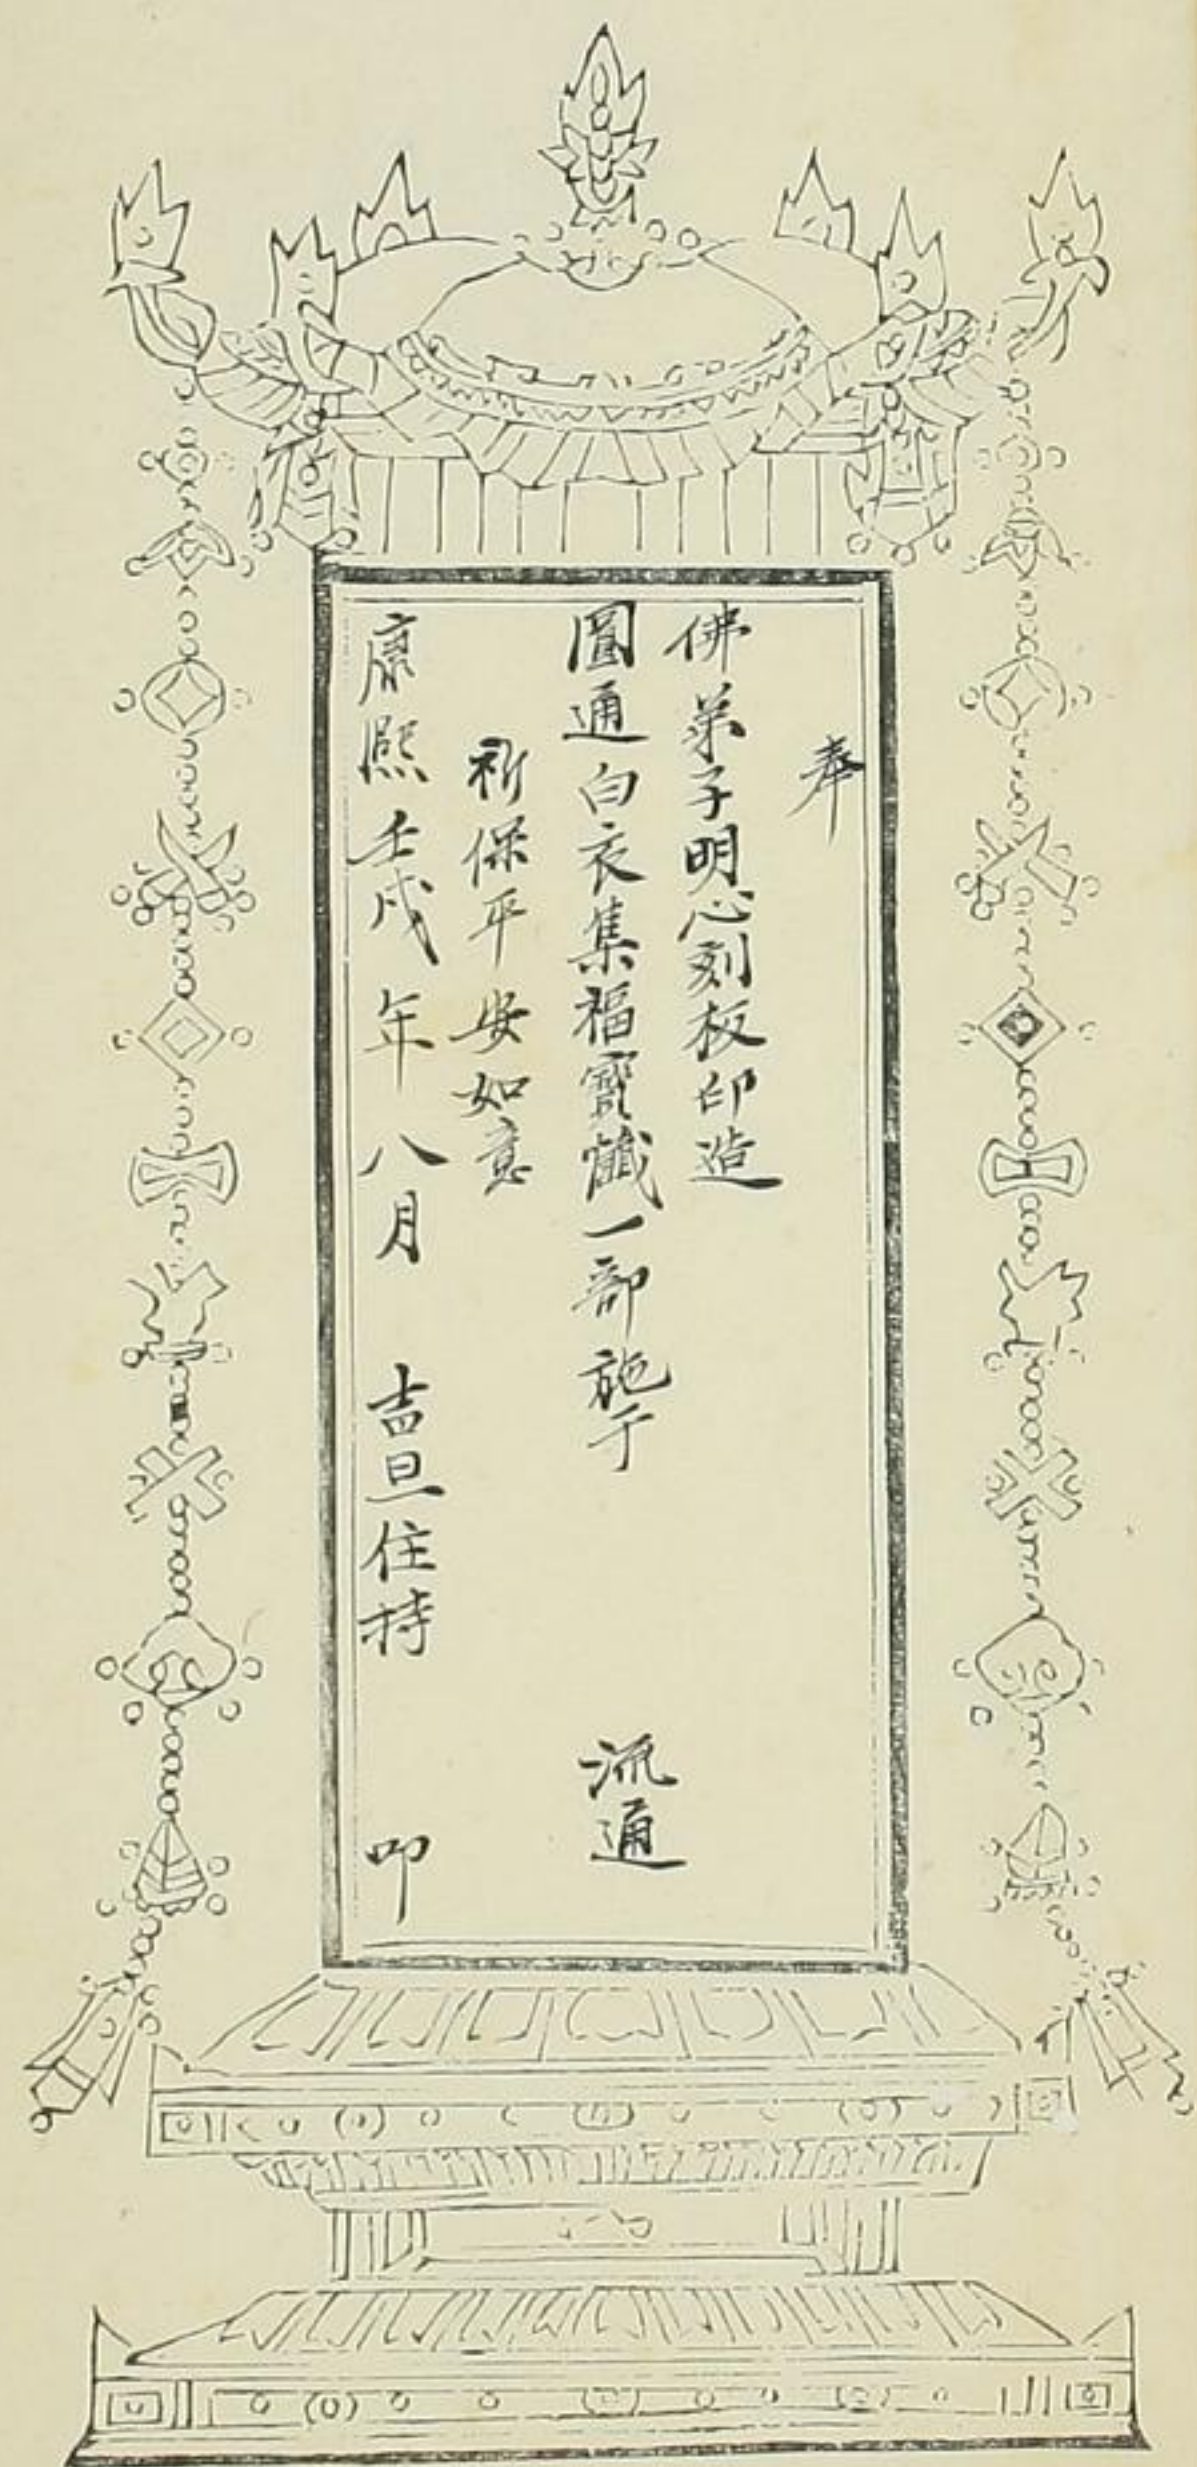 奉
佛弟子明心刻板印造
圓通白衣集福寶懺一部施于 流通
祈保平安如意
康熙壬戌年八月 吉旦住持 叩